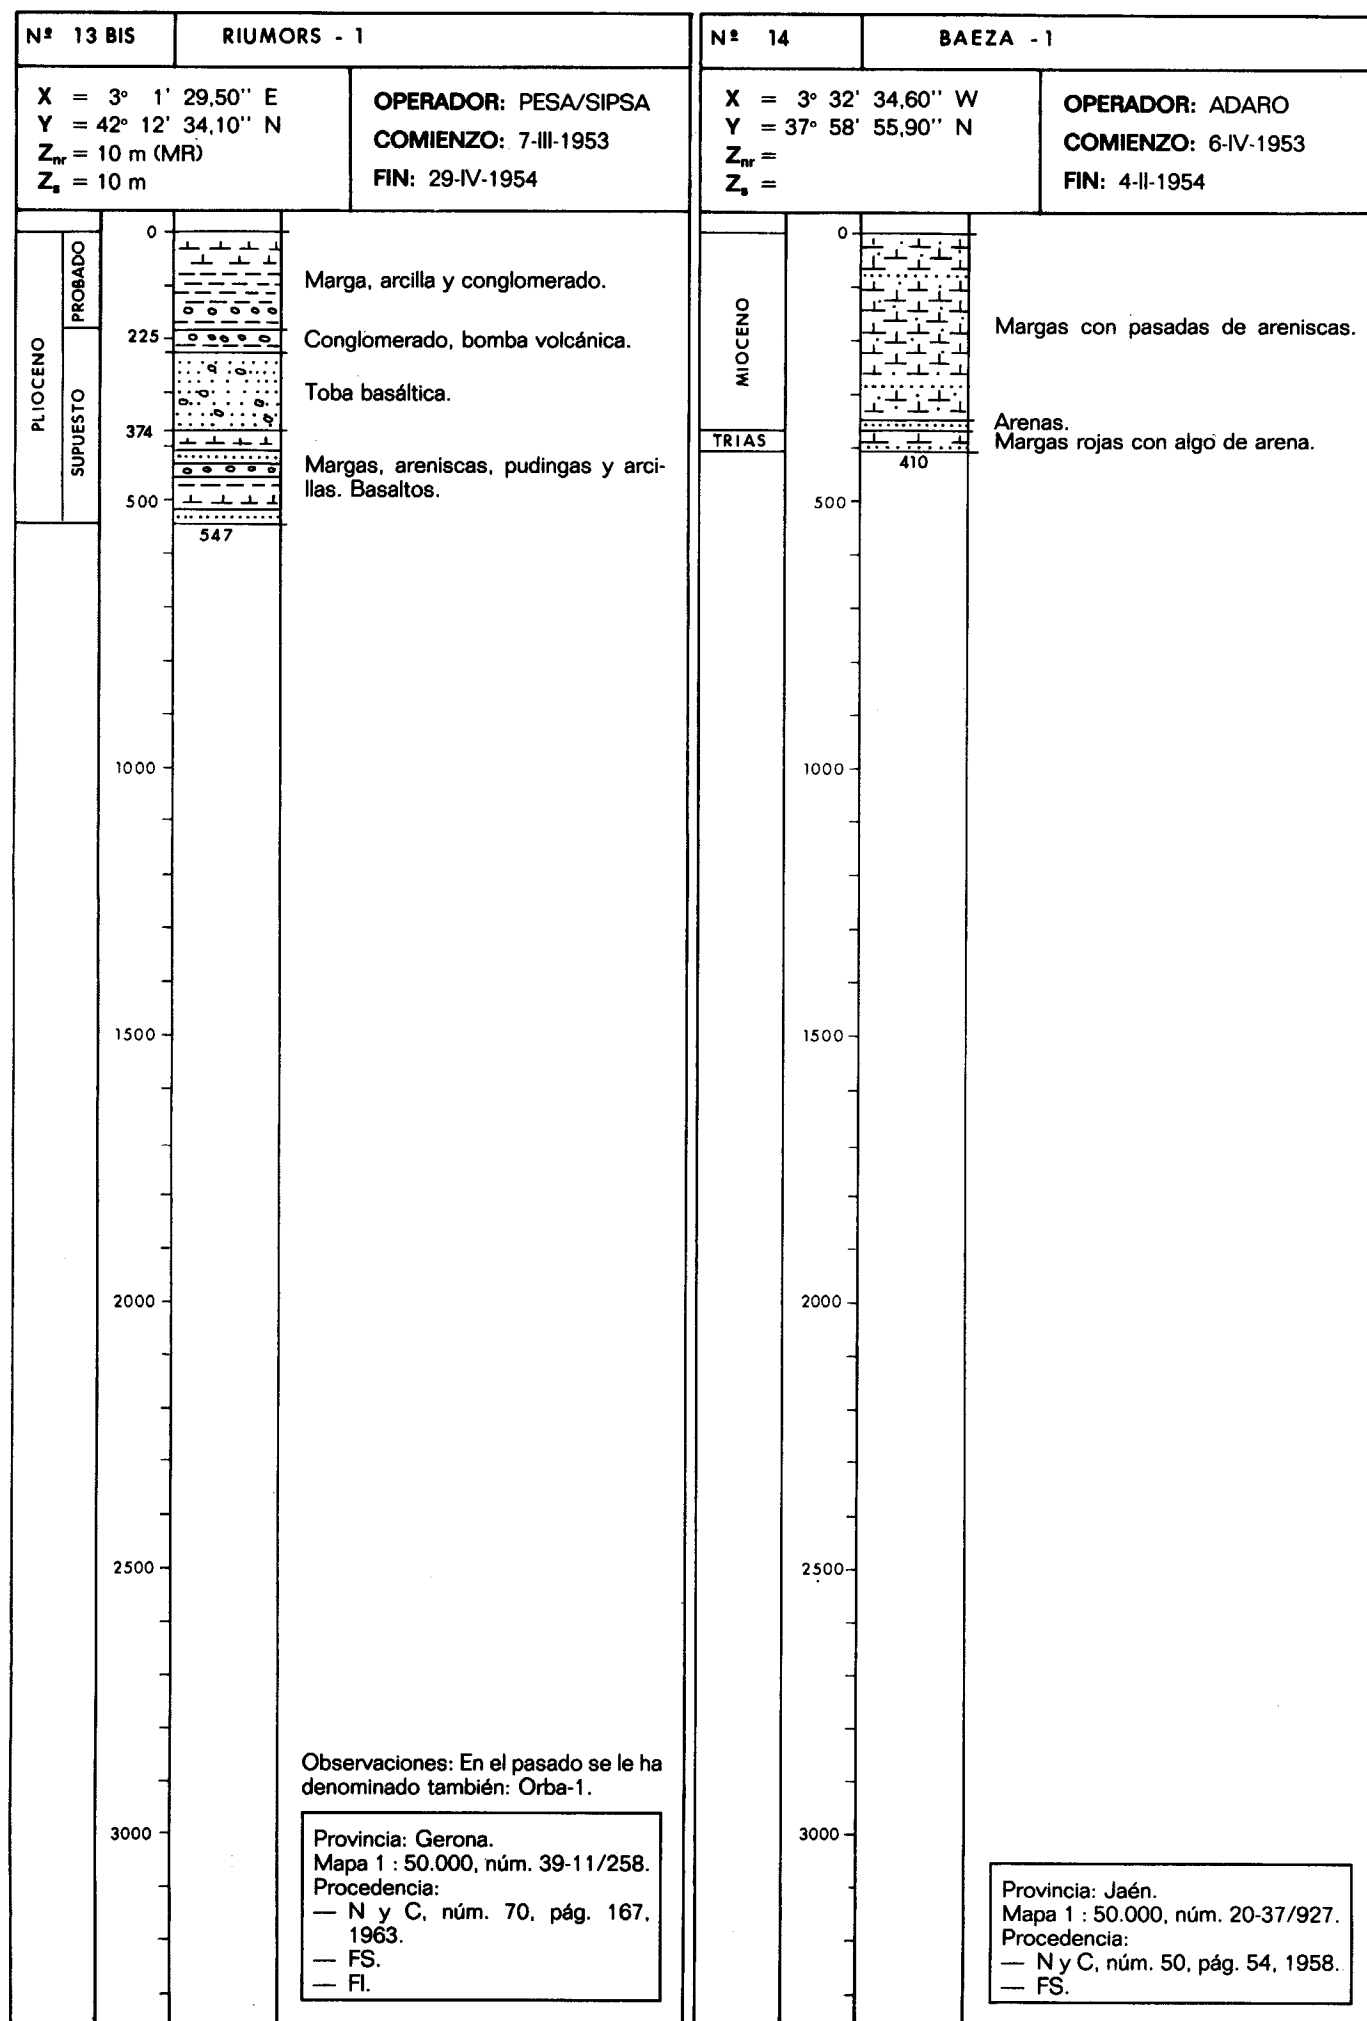 Nº 13 BIS
RIUMORS - 1
X = 3° 1' 29,50'' E
Y = 42° 12' 34,10'' N
Znr = 10 m (MR)
Zs = 10 m
OPERADOR: PESA/SIPSA
COMIENZO: 7-III-1953
FIN: 29-IV-1954
PLIOCENO
PROBADO
SUPUESTO
0
225
374
500
547
1000
1500
2000
2500
3000
Marga, arcilla y conglomerado.
Conglomerado, bomba volcánica.
Toba basáltica.
Margas, areniscas, pudingas y arci-
llas. Basaltos.
Observaciones: En el pasado se le ha
denominado también: Orba-1.
Provincia: Gerona.
Mapa 1 : 50.000, núm. 39-11/258.
Procedencia:
— N y C, núm. 70, pág. 167,
1963.
— FS.
— FI.
Nº 14
BAEZA - 1
X = 3° 32' 34,60'' W
Y = 37° 58' 55,90'' N
Znr =
Zs =
OPERADOR: ADARO
COMIENZO: 6-IV-1953
FIN: 4-II-1954
MIOCENO
TRIAS
0
410
500
1000
1500
2000
2500
3000
Margas con pasadas de areniscas.
Arenas.
Margas rojas con algo de arena.
Provincia: Jaén.
Mapa 1 : 50.000, núm. 20-37/927.
Procedencia:
— N y C, núm. 50, pág. 54, 1958.
— FS.